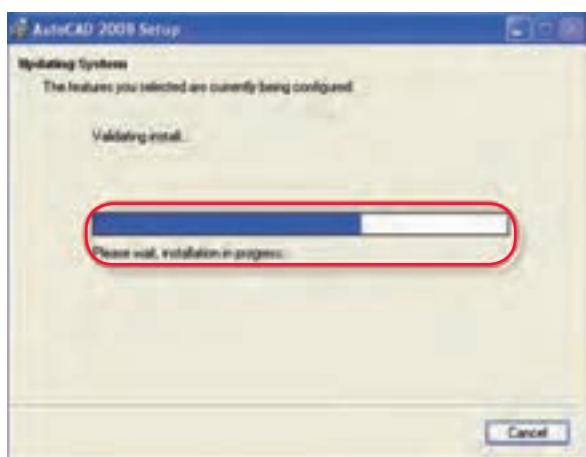 AutoCAD 2009 Setup
Updating System
The features you selected are currently being configured
Validating install...
Please wait, installation in progress.
Cancel